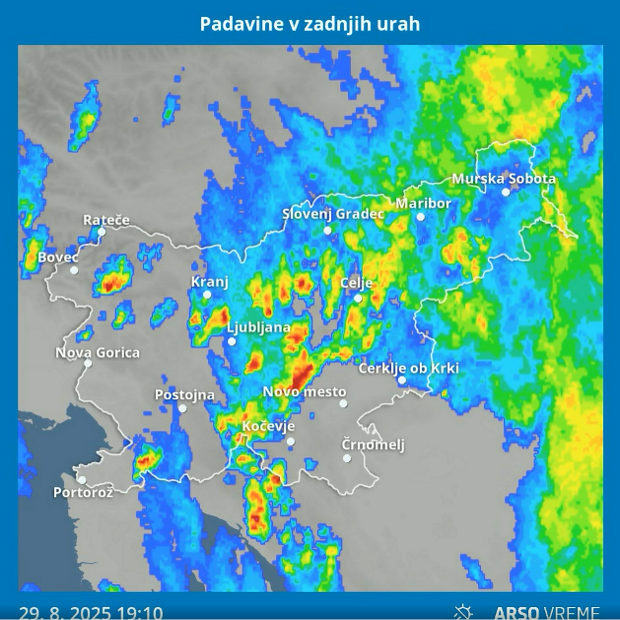 Padavine v zadnjih urah
Murska Sobota
Maribor
Slovenj Gradec
Rateče
Bovec
Kranj
Celje
Ljubljana
Nova Gorica
Cerklje ob Krki
Novo mesto
Postojna
Kočevje
Črnomelj
Portorož
29. 8. 2025 19:10
ARSO VREME